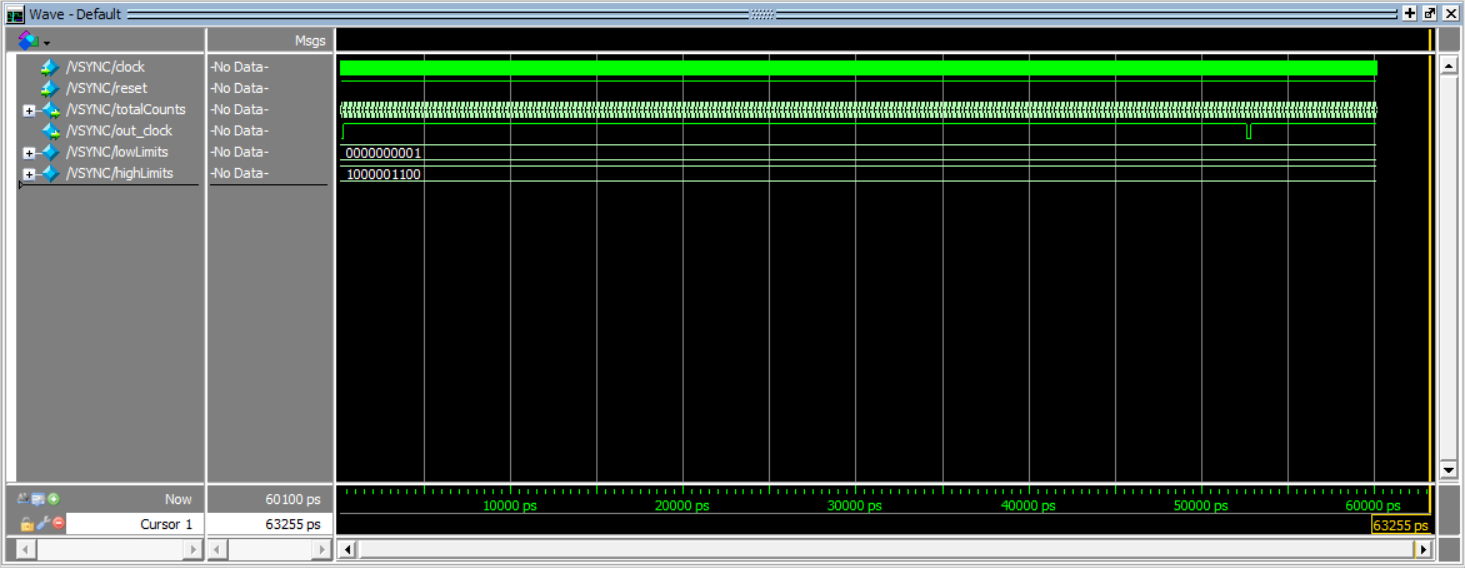 Wave - Default
Msgs
/VSYNC/clock -No Data-
/VSYNC/reset -No Data-
/VSYNC/totalCounts -No Data-
/VSYNC/out_clock -No Data-
/VSYNC/lowLimits -No Data- 0000000001
/VSYNC/highLimits -No Data- 1000001100
Now 60100 ps 10000 ps 20000 ps 30000 ps 40000 ps 50000 ps 60000 ps
Cursor 1 63255 ps 63255 ps